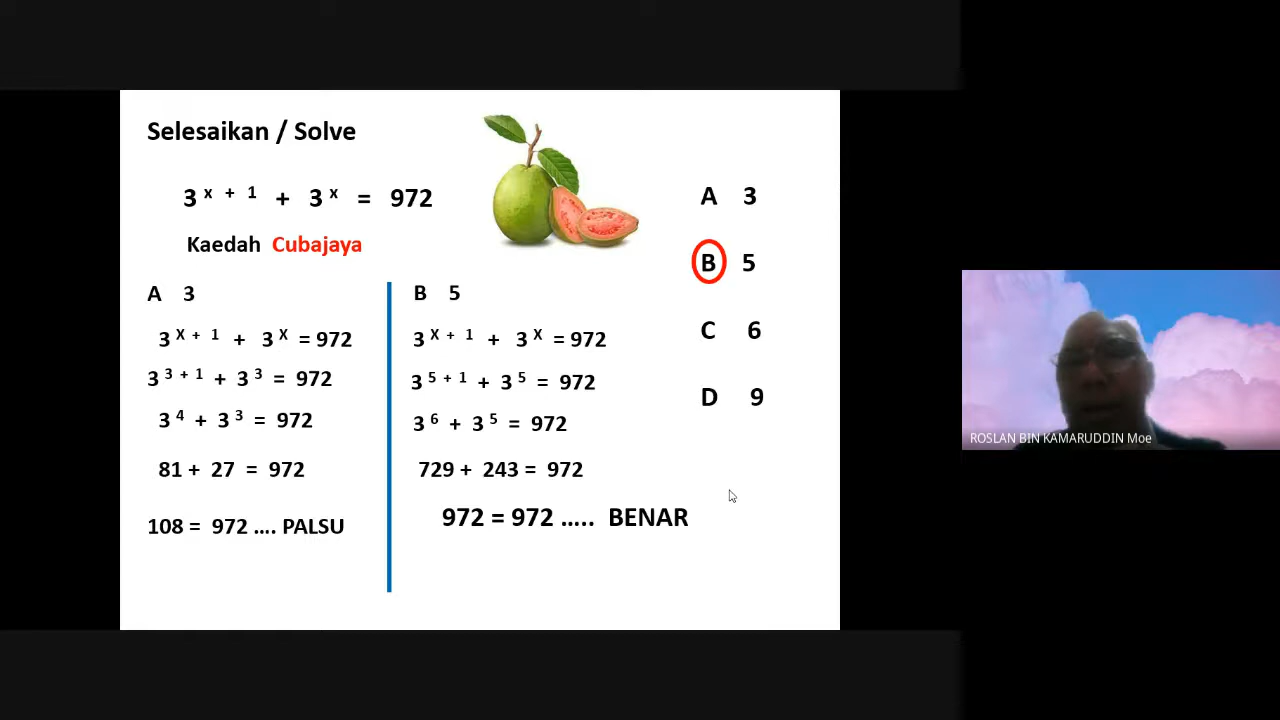 Selesaikan / Solve
3 x + 1 + 3 x = 972
Kaedah Cubajaya
A 3
3 X + 1 + 3 X = 972
3 3 + 1 + 3 3 = 972
3 4 + 3 3 = 972
81 + 27 = 972
108 = 972 .... PALSU
B 5
3 X + 1 + 3 X = 972
3 5 + 1 + 3 5 = 972
3 6 + 3 5 = 972
729 + 243 = 972
972 = 972 ..... BENAR
A 3
B 5
C 6
D 9
ROSLAN BIN KAMARUDDIN Moe